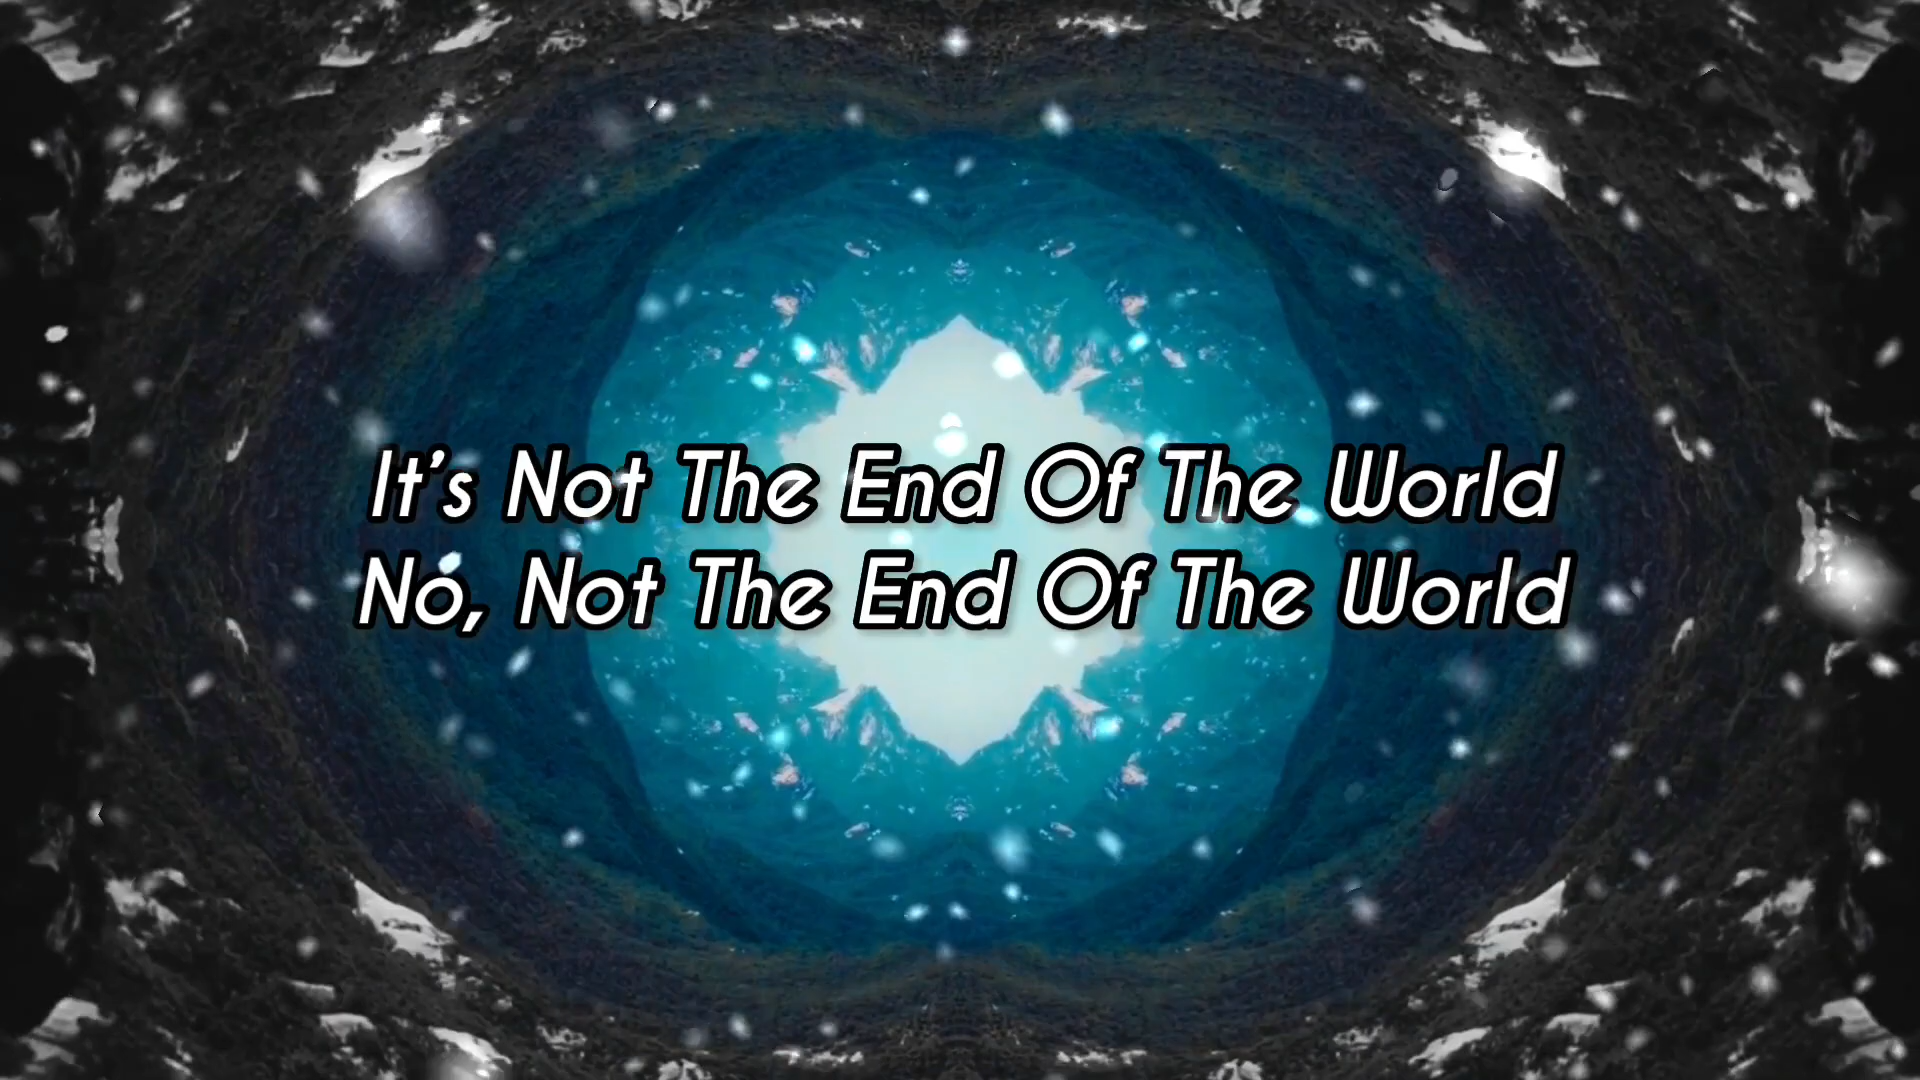 It’s Not The End Of The World
No, Not The End Of The World